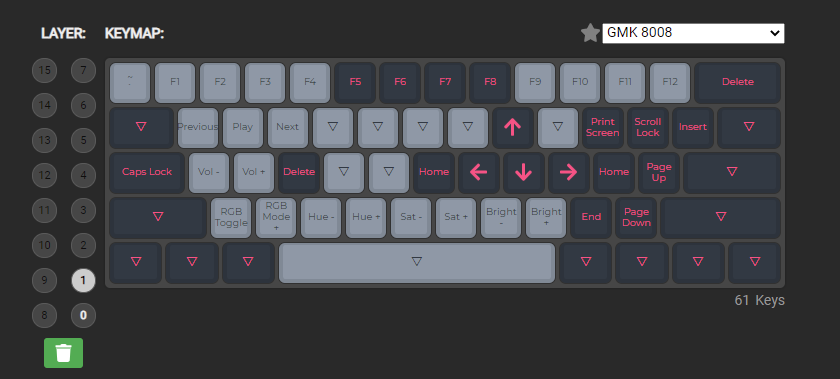 LAYER: KEYMAP: GMK 8008
15 7 ~ ` F1 F2 F3 F4 F5 F6 F7 F8 F9 F10 F11 F12 Delete
14 6 ▽ Previous Play Next ▽ ▽ ▽ ▽ ↑ ▽ Print Screen Scroll Lock Insert ▽
13 5
12 4 Caps Lock Vol - Vol + Delete ▽ ▽ Home ← ↓ → Home Page Up ▽
11 3 ▽ RGB Toggle RGB Mode + Hue - Hue + Sat - Sat + Bright - Bright + End Page Down ▽
10 2 ▽ ▽ ▽ ▽ ▽ ▽ ▽ ▽
9 1
8 0
61 Keys